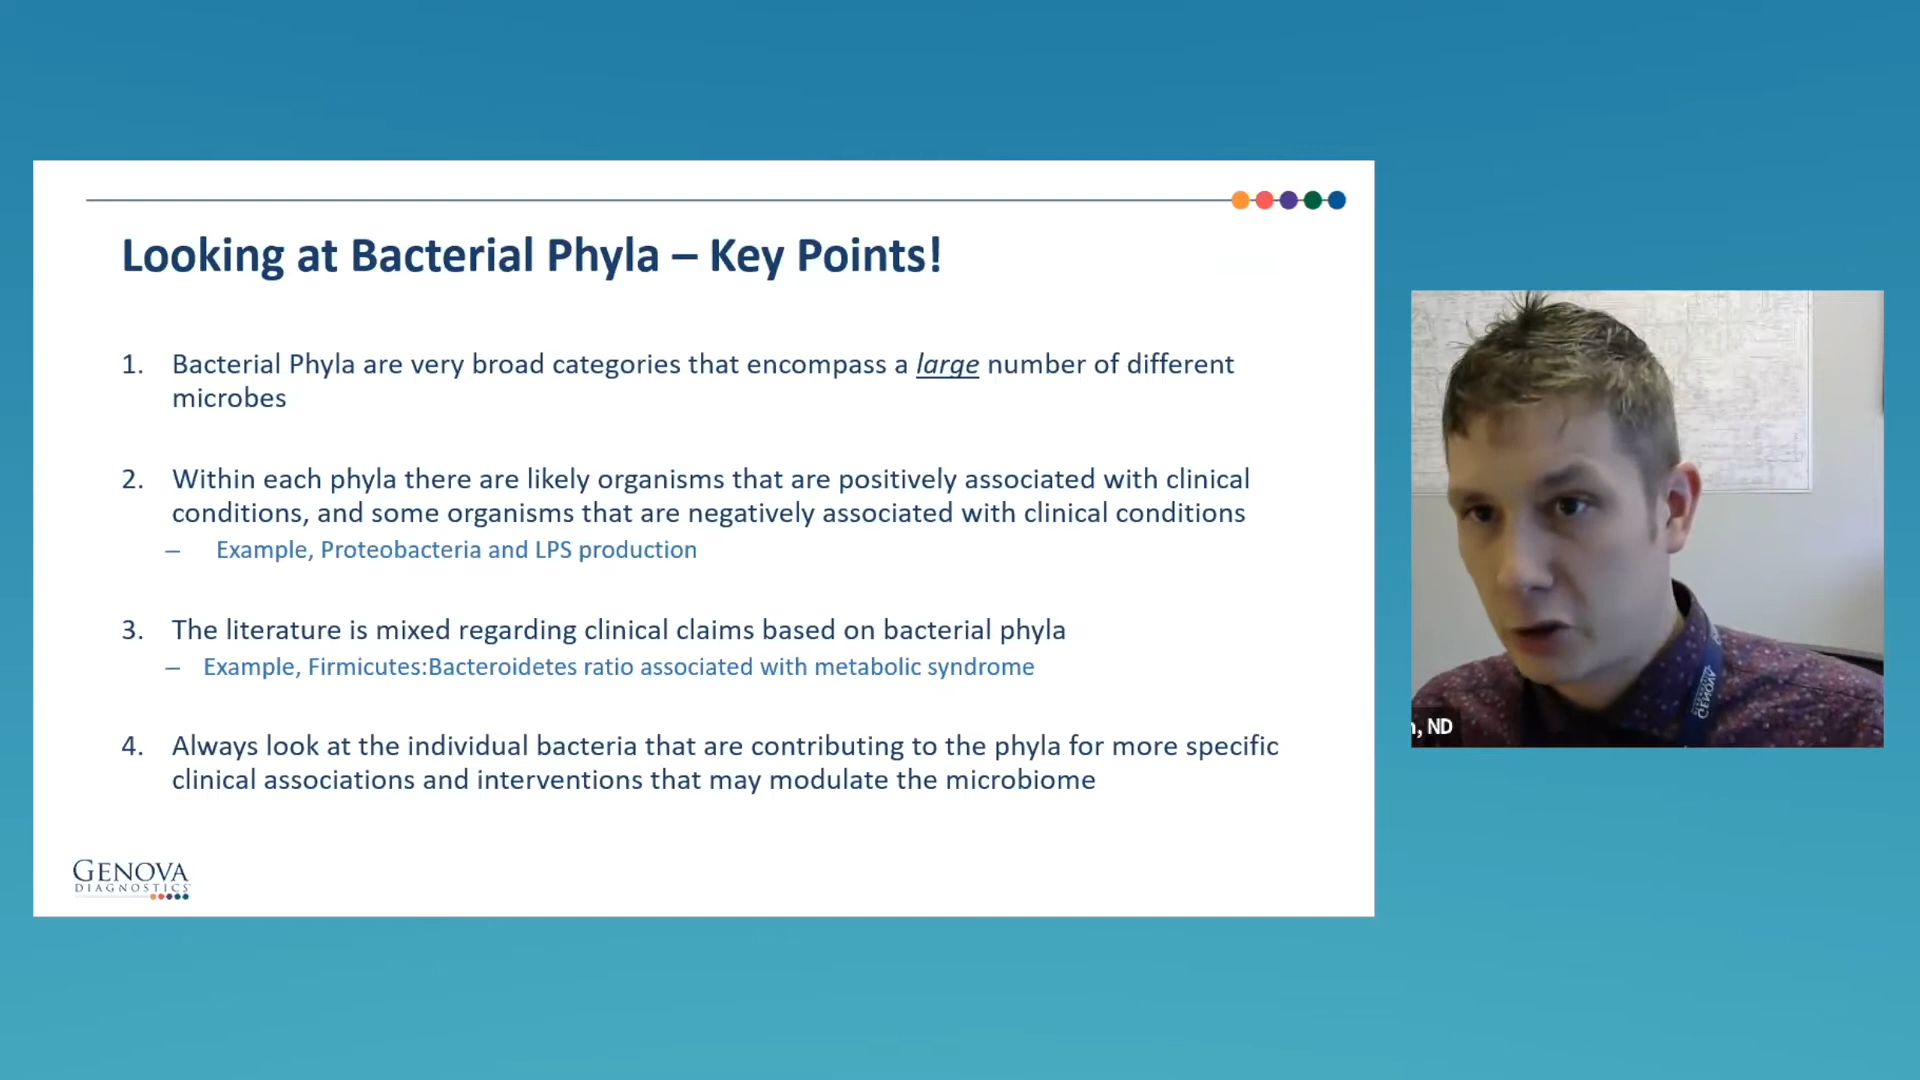 Looking at Bacterial Phyla – Key Points!
1. Bacterial Phyla are very broad categories that encompass a large number of different
microbes
2. Within each phyla there are likely organisms that are positively associated with clinical
conditions, and some organisms that are negatively associated with clinical conditions
– Example, Proteobacteria and LPS production
3. The literature is mixed regarding clinical claims based on bacterial phyla
– Example, Firmicutes:Bacteroidetes ratio associated with metabolic syndrome
4. Always look at the individual bacteria that are contributing to the phyla for more specific
clinical associations and interventions that may modulate the microbiome
GENOVA
DIAGNOSTICS
, ND
GENOVA